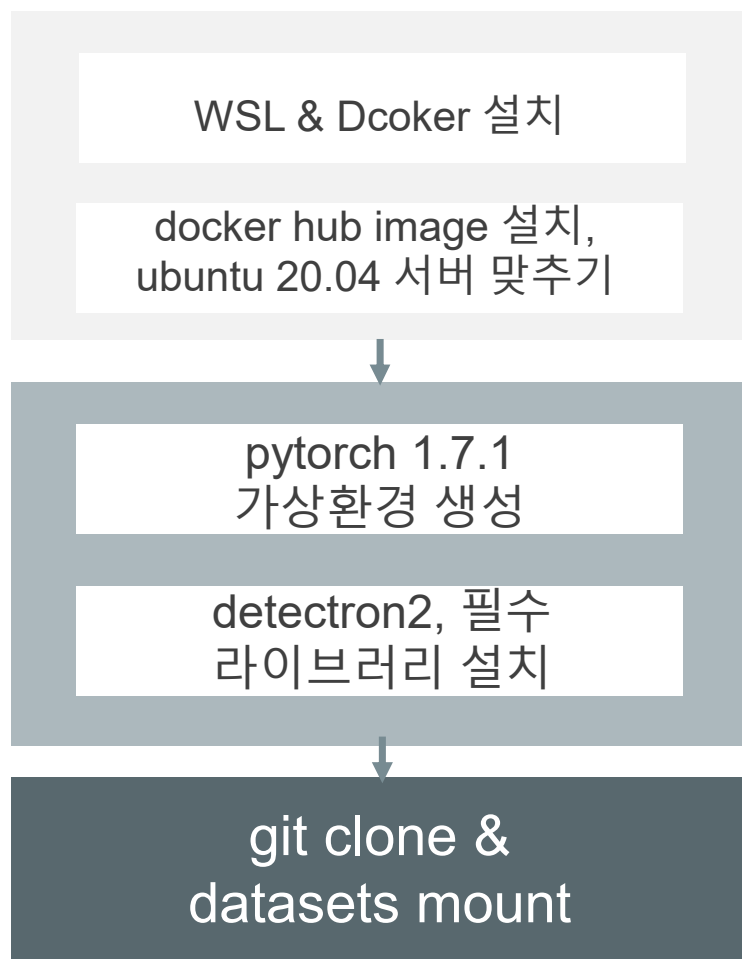 WSL & Dcoker 설치
docker hub image 설치,
ubuntu 20.04 서버 맞추기
pytorch 1.7.1
가상환경 생성
detectron2, 필수
라이브러리 설치
git clone &
datasets mount